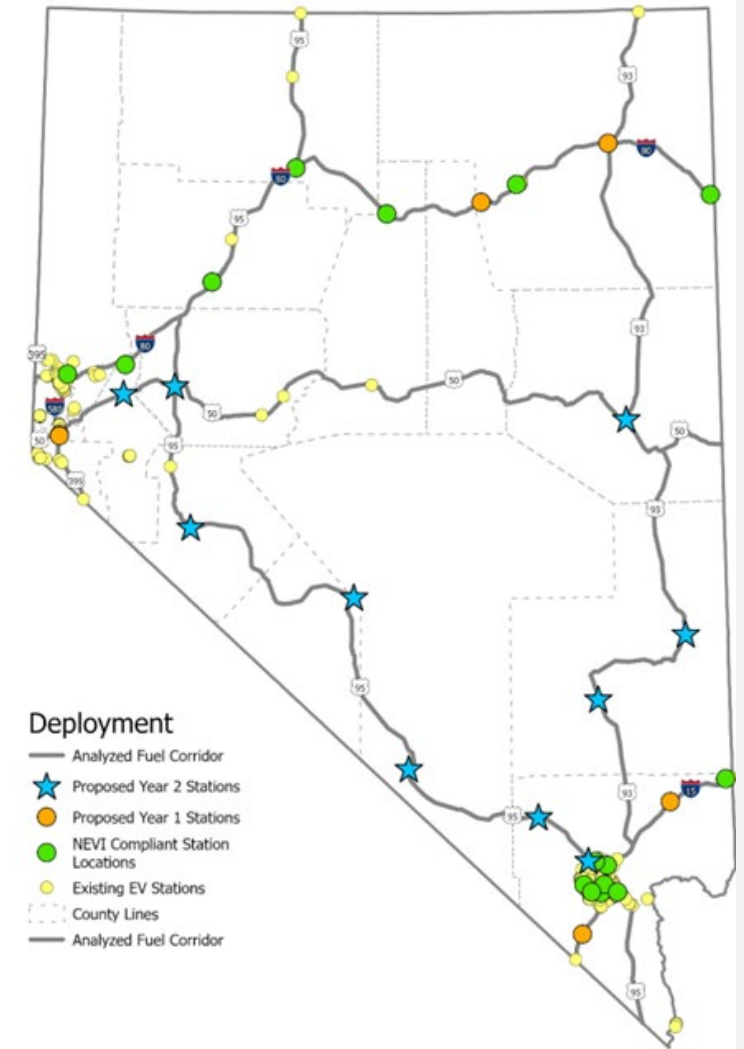 95
93
80
80
95
93
80
395
50
580
50
50
50
95
395
93
95
93
95
15
95
Deployment
Analyzed Fuel Corridor
Proposed Year 2 Stations
Proposed Year 1 Stations
NEVI Compliant Station
Locations
Existing EV Stations
County Lines
Analyzed Fuel Corridor